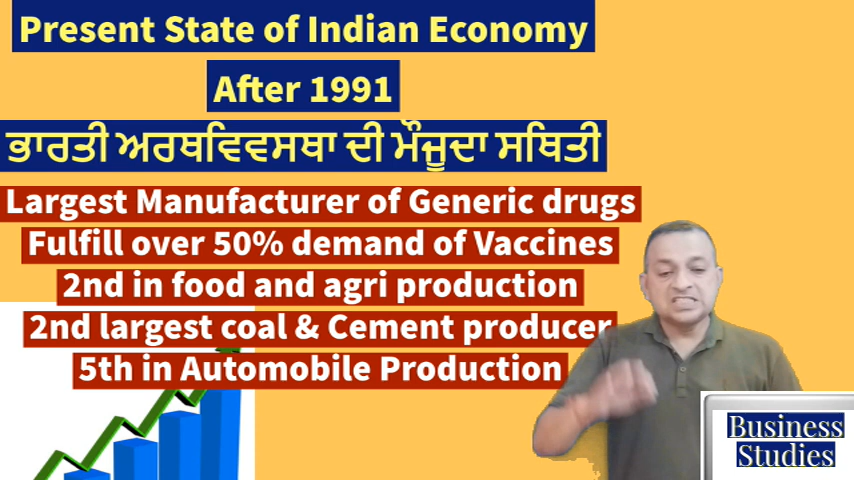 Present State of Indian Economy
After 1991
ਭਾਰਤੀ ਅਰਥਵਿਵਸਥਾ ਦੀ ਮੌਜੂਦਾ ਸਥਿਤੀ
Largest Manufacturer of Generic drugs
Fulfill over 50% demand of Vaccines
2nd in food and agri production
2nd largest coal & Cement producer
5th in Automobile Production
Business
Studies